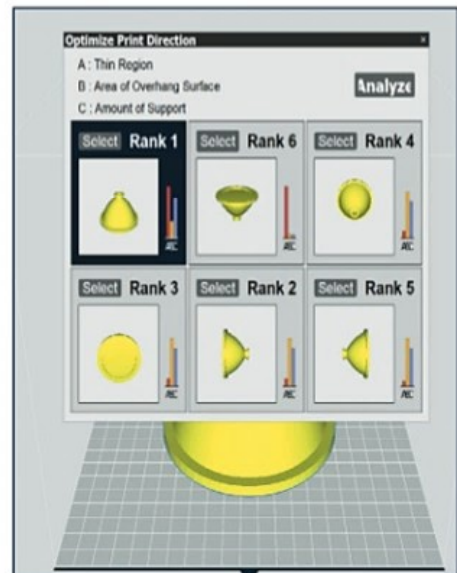 Optimize Print Direction
A : Thin Region
B : Area of Overhang Surface
C : Amount of Support
Analyze
Select Rank 1
Select Rank 6
Select Rank 4
Select Rank 3
Select Rank 2
Select Rank 5